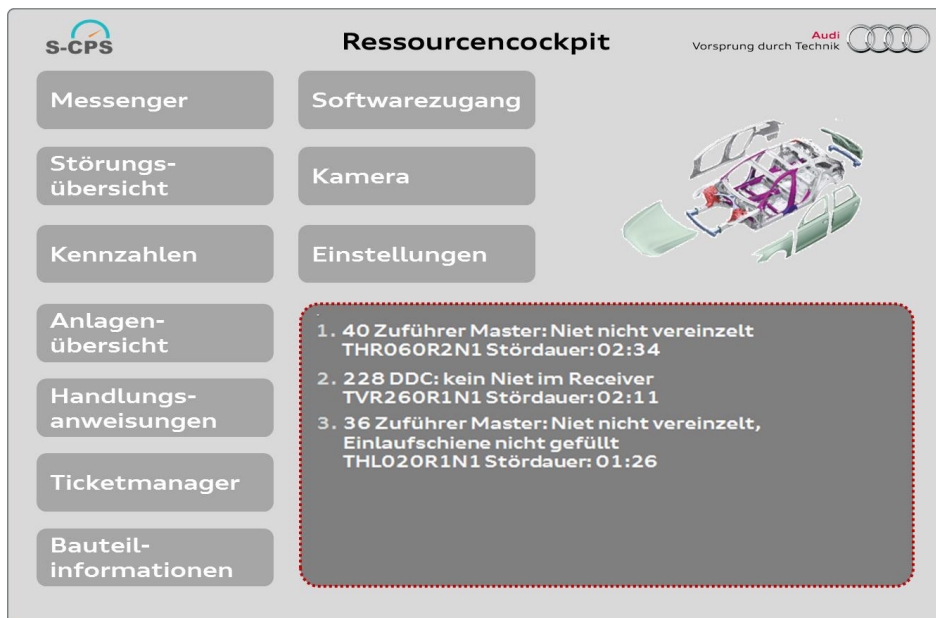 S-CPS
Ressourcencockpit
Audi
Vorsprung durch Technik
Messenger
Softwarezugang
Störungs-
übersicht
Kamera
Kennzahlen
Einstellungen
Anlagen-
übersicht
Handlungs-
anweisungen
Ticketmanager
Bauteil-
informationen
1. 40 Zuführer Master: Niet nicht vereinzelt
THR060R2N1 Stördauer: 02:34
2. 228 DDC: kein Niet im Receiver
TVR260R1N1 Stördauer: 02:11
3. 36 Zuführer Master: Niet nicht vereinzelt,
Einlaufschiene nicht gefüllt
THL020R1N1 Stördauer: 01:26